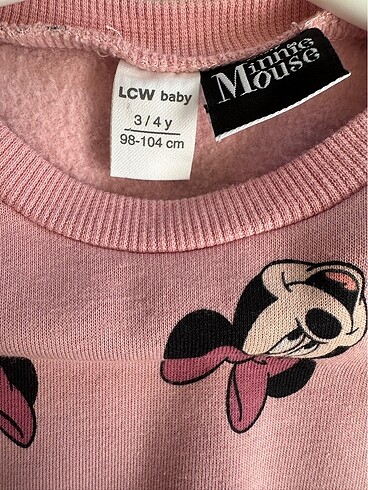 LCW baby
3/4 y
98-104 cm
Minnie
Mouse